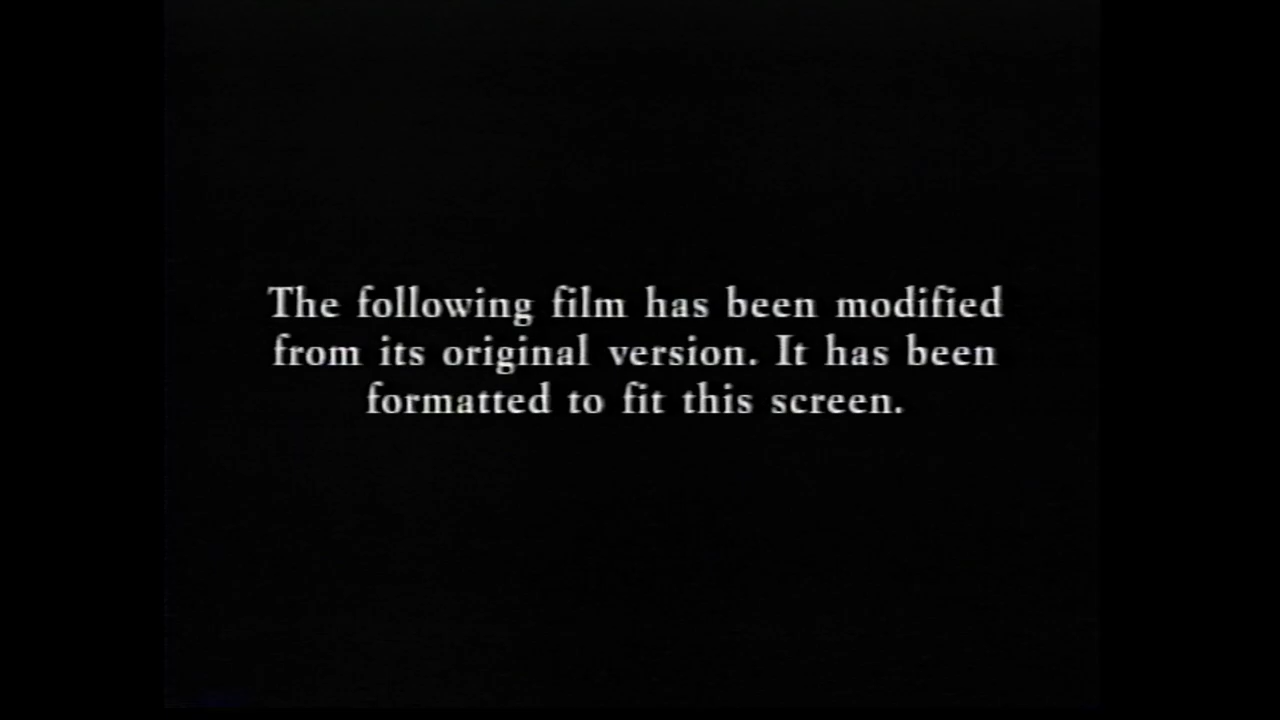 The following film has been modified
from its original version. It has been
formatted to fit this screen.